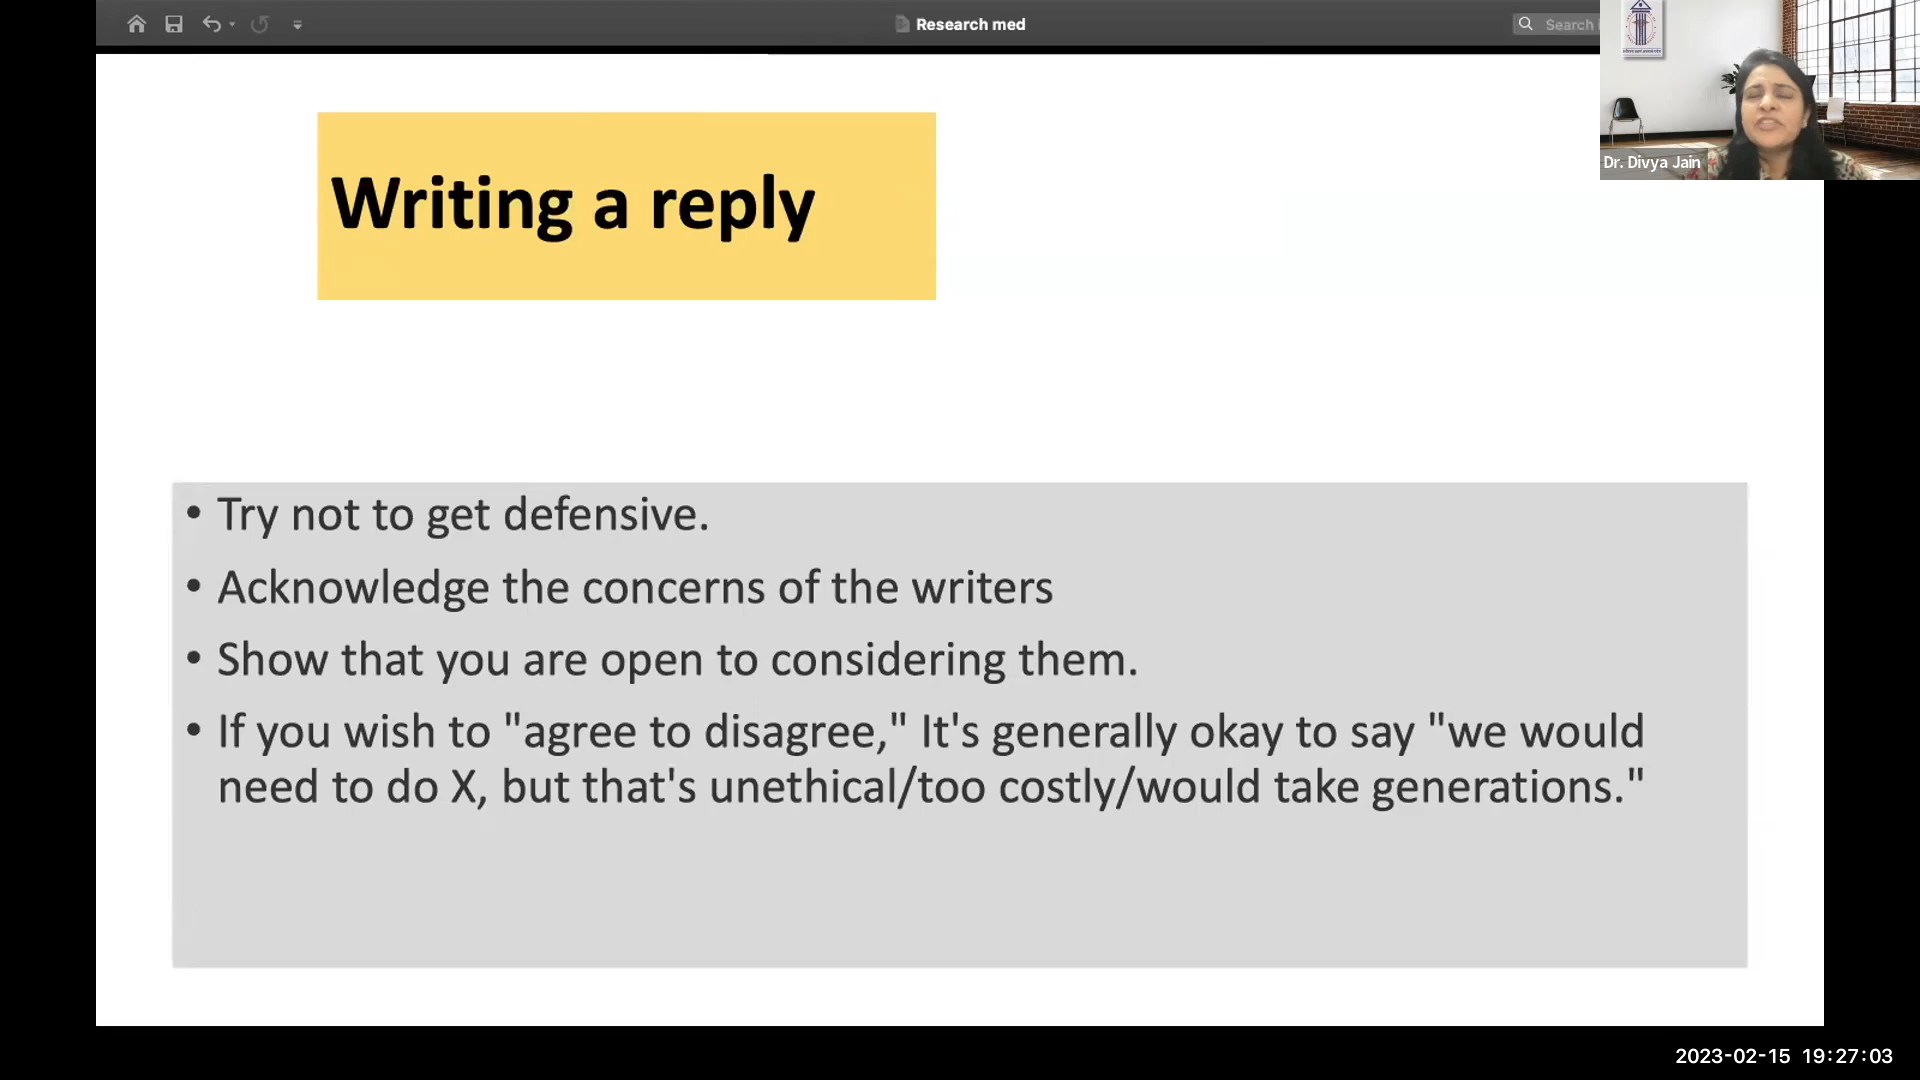 Research med
Search
Dr. Divya Jain
Writing a reply
• Try not to get defensive.
• Acknowledge the concerns of the writers
• Show that you are open to considering them.
• If you wish to "agree to disagree," It's generally okay to say "we would
need to do X, but that's unethical/too costly/would take generations."
2023-02-15 19:27:03